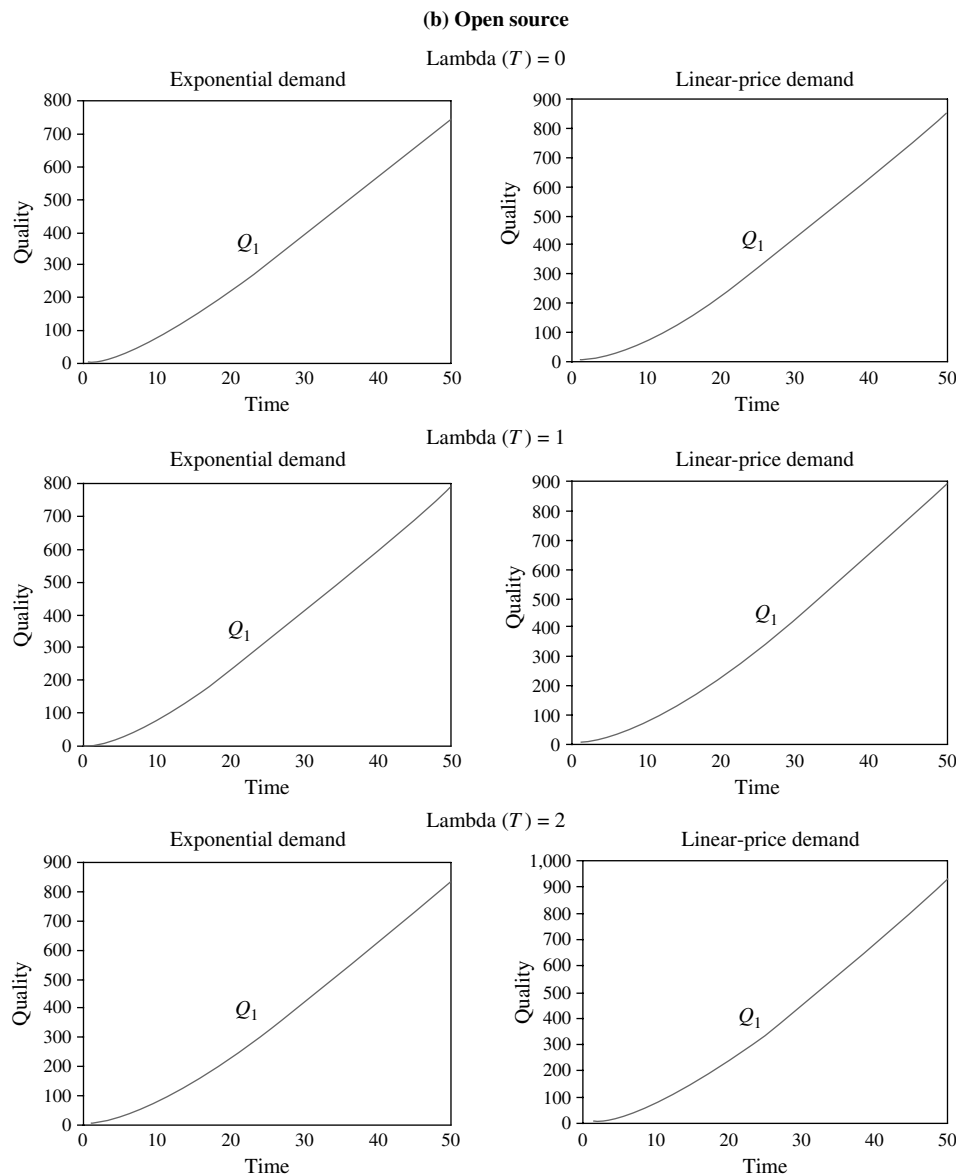 (b) Open source
Lambda (T) = 0
Exponential demand
800
700
600
500
400
300
200
100
0
Quality
Q1
0 10 20 30 40 50
Time
Linear-price demand
900
800
700
600
500
400
300
200
100
0
Quality
Q1
0 10 20 30 40 50
Time
Lambda (T) = 1
Exponential demand
800
700
600
500
400
300
200
100
0
Quality
Q1
0 10 20 30 40 50
Time
Linear-price demand
900
800
700
600
500
400
300
200
100
0
Quality
Q1
0 10 20 30 40 50
Time
Lambda (T) = 2
Exponential demand
900
800
700
600
500
400
300
200
100
0
Quality
Q1
0 10 20 30 40 50
Time
Linear-price demand
1,000
900
800
700
600
500
400
300
200
100
0
Quality
Q1
0 10 20 30 40 50
Time